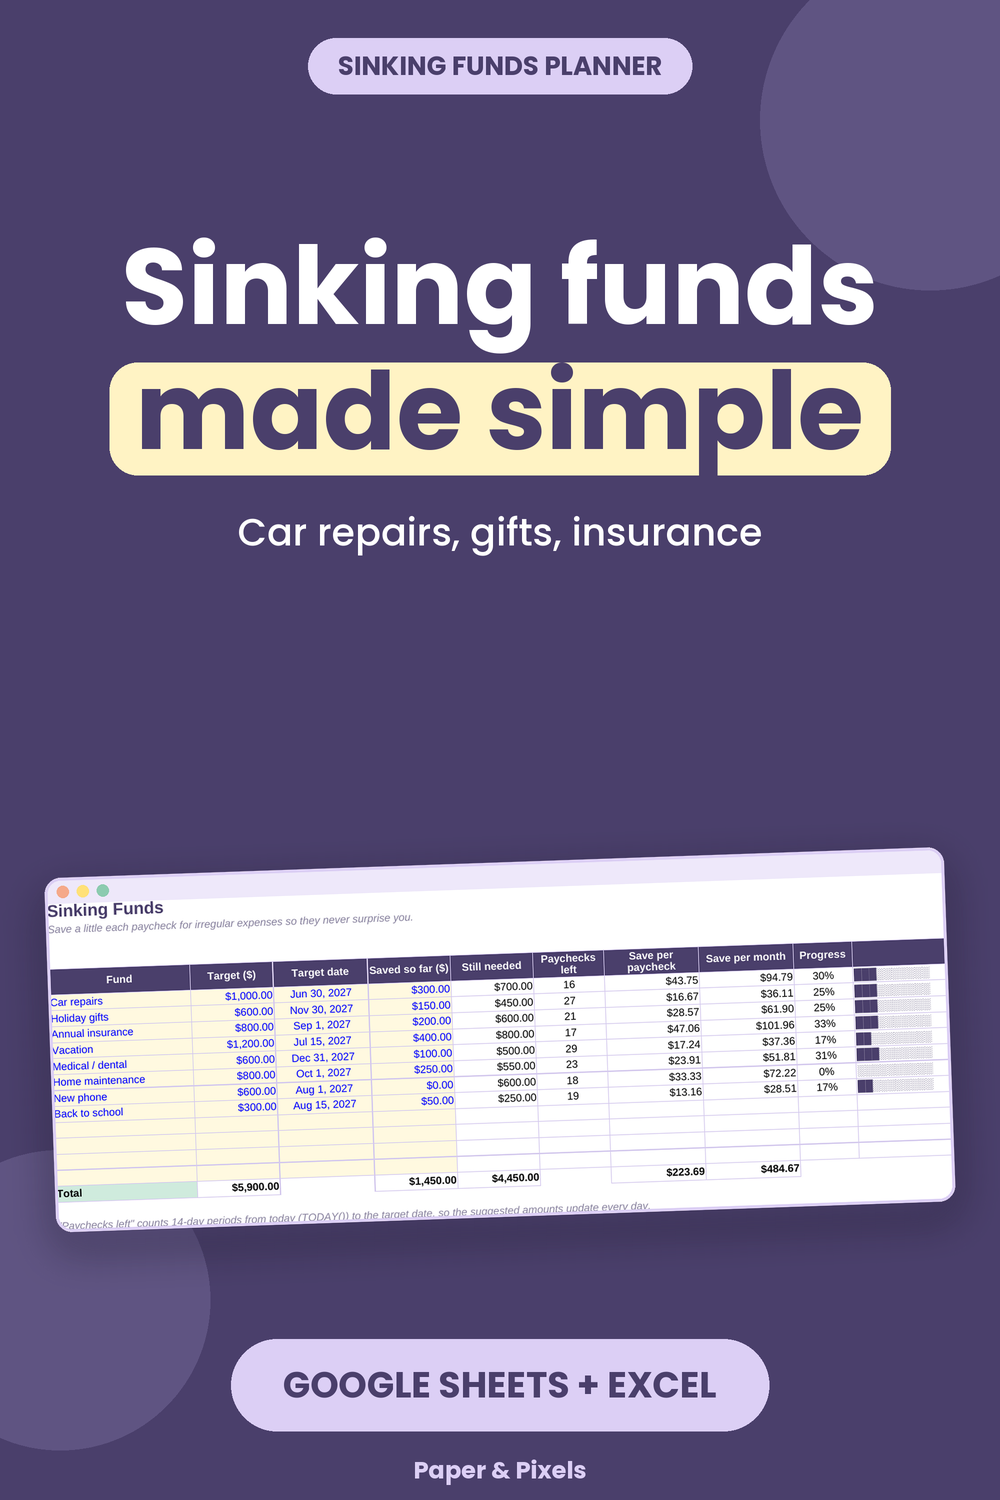 SINKING FUNDS PLANNER
Sinking funds
made simple
Car repairs, gifts, insurance
Sinking Funds
Save a little each paycheck for irregular expenses so they never surprise you.
Fund Target ($) Target date Saved so far ($) Still needed Paychecks left Save per paycheck Save per month Progress
Car repairs $1,000.00 Jun 30, 2027 $300.00 $700.00 16 $43.75 $94.79 30%
Holiday gifts $600.00 Nov 30, 2027 $150.00 $450.00 27 $16.67 $36.11 25%
Annual insurance $800.00 Sep 1, 2027 $200.00 $600.00 21 $28.57 $61.90 25%
Vacation $1,200.00 Jul 15, 2027 $400.00 $800.00 17 $47.06 $101.96 33%
Medical / dental $600.00 Dec 31, 2027 $100.00 $500.00 29 $17.24 $37.36 17%
Home maintenance $800.00 Oct 1, 2027 $250.00 $550.00 23 $23.91 $51.81 31%
New phone $600.00 Aug 1, 2027 $0.00 $600.00 18 $33.33 $72.22 0%
Back to school $300.00 Aug 15, 2027 $50.00 $250.00 19 $13.16 $28.51 17%
Total $5,900.00 $1,450.00 $4,450.00 $223.69 $484.67
"Paychecks left" counts 14-day periods from today (TODAY()) to the target date, so the suggested amounts update every day.
GOOGLE SHEETS + EXCEL
Paper & Pixels